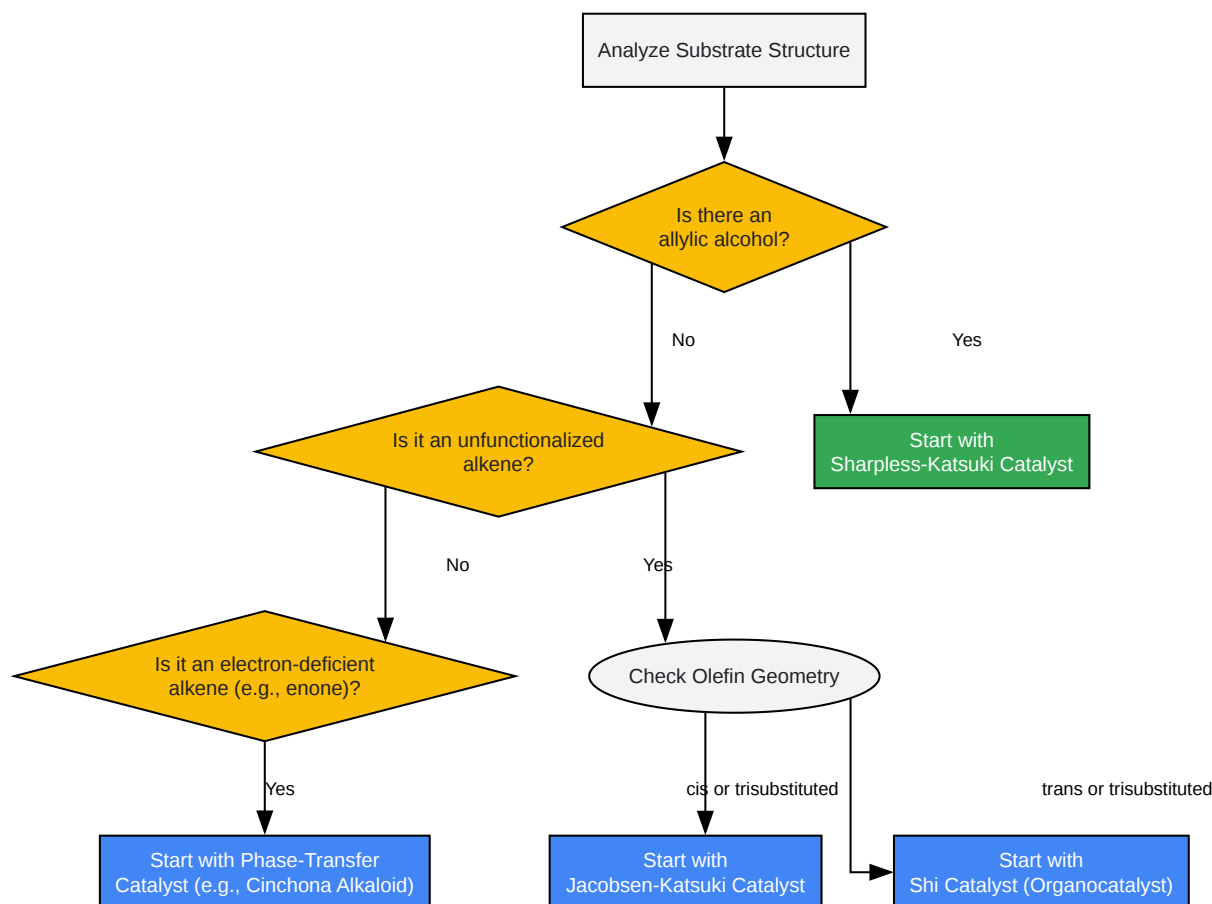 Analyze Substrate Structure
Is there an
allylic alcohol?
No
Yes
Is it an unfunctionalized
alkene?
Start with
Sharpless-Katsuki Catalyst
No
Yes
Is it an electron-deficient
alkene (e.g., enone)?
Check Olefin Geometry
Yes
cis or trisubstituted
trans or trisubstituted
Start with Phase-Transfer
Catalyst (e.g., Cinchona Alkaloid)
Start with
Jacobsen-Katsuki Catalyst
Start with
Shi Catalyst (Organocatalyst)